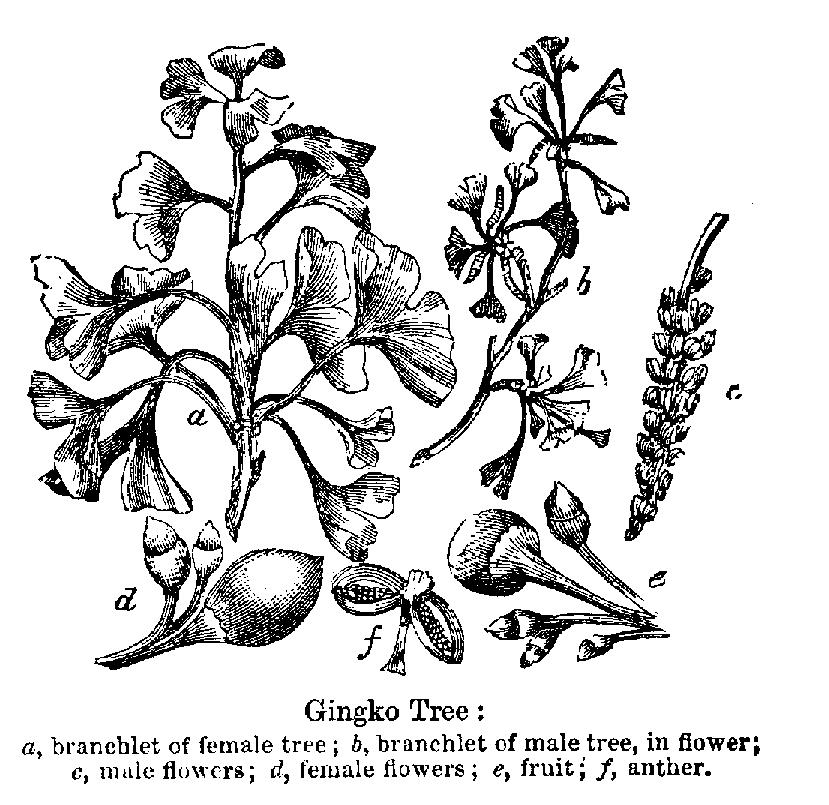 b
c
a
e
d
f
Gingko Tree :
a, branchlet of female tree ; b, branchlet of male tree, in flower;
c, male flowers ; d, female flowers ; e, fruit ; f, anther.